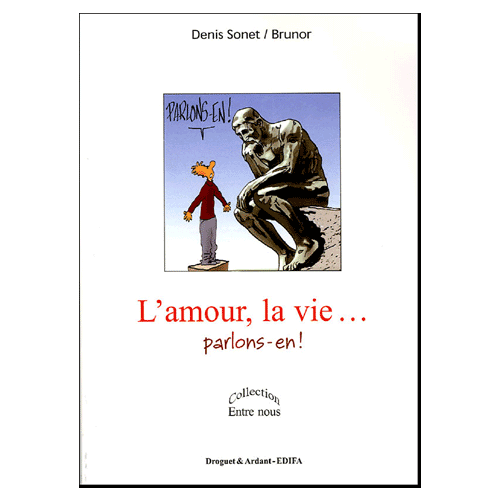 Denis Sonet / Brunor
PARLONS-EN!
L'amour, la vie...
parlons-en!
Collection
Entre nous
Droguet & Ardant-EDIFA